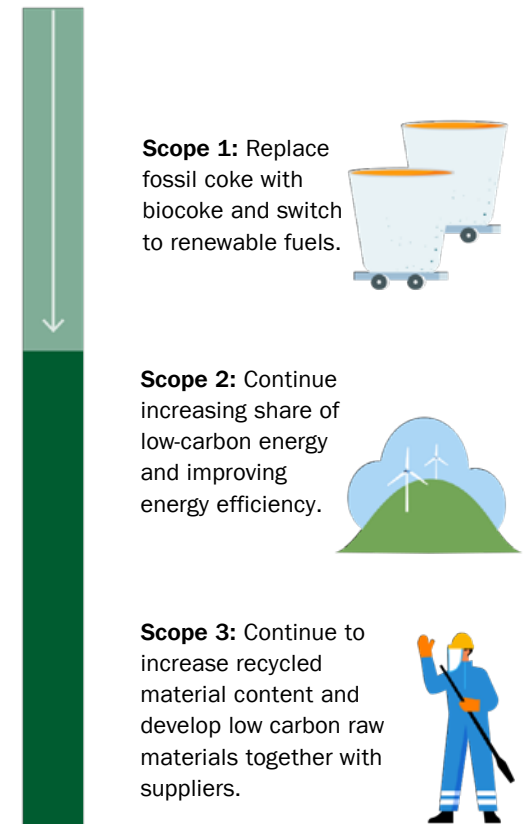 Scope 1: Replace
fossil coke with
biocoke and switch
to renewable fuels.
Scope 2: Continue
increasing share of
low-carbon energy
and improving
energy efficiency.
Scope 3: Continue to
increase recycled
material content and
develop low carbon raw
materials together with
suppliers.